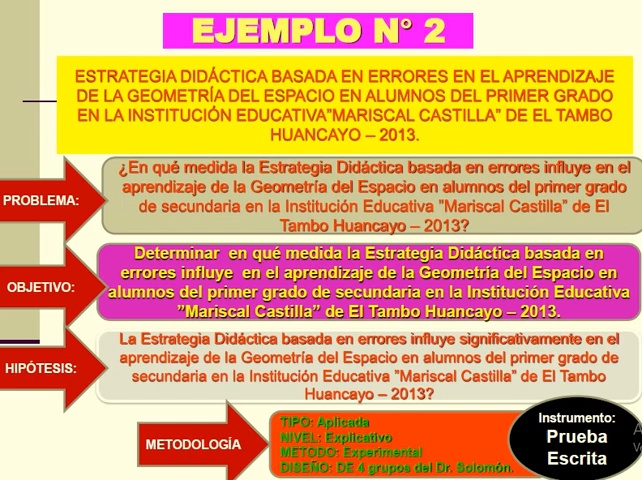 EJEMPLO N° 2
ESTRATEGIA DIDÁCTICA BASADA EN ERRORES EN EL APRENDIZAJE
DE LA GEOMETRÍA DEL ESPACIO EN ALUMNOS DEL PRIMER GRADO
EN LA INSTITUCIÓN EDUCATIVA"MARISCAL CASTILLA" DE EL TAMBO
HUANCAYO – 2013.
PROBLEMA:
¿En qué medida la Estrategia Didáctica basada en errores influye en el
aprendizaje de la Geometría del Espacio en alumnos del primer grado
de secundaria en la Institución Educativa "Mariscal Castilla" de El
Tambo Huancayo – 2013?
OBJETIVO:
Determinar en qué medida la Estrategia Didáctica basada en
errores influye en el aprendizaje de la Geometría del Espacio en
alumnos del primer grado de secundaria en la Institución Educativa
"Mariscal Castilla" de El Tambo Huancayo – 2013.
HIPÓTESIS:
La Estrategia Didáctica basada en errores influye significativamente en el
aprendizaje de la Geometría del Espacio en alumnos del primer grado de
secundaria en la Institución Educativa "Mariscal Castilla" de El Tambo
Huancayo – 2013?
METODOLOGÍA
TIPO: Aplicada
NIVEL: Explicativo
METODO: Experimental
DISEÑO: DE 4 grupos del Dr. Solomón.
Instrumento:
Prueba
Escrita